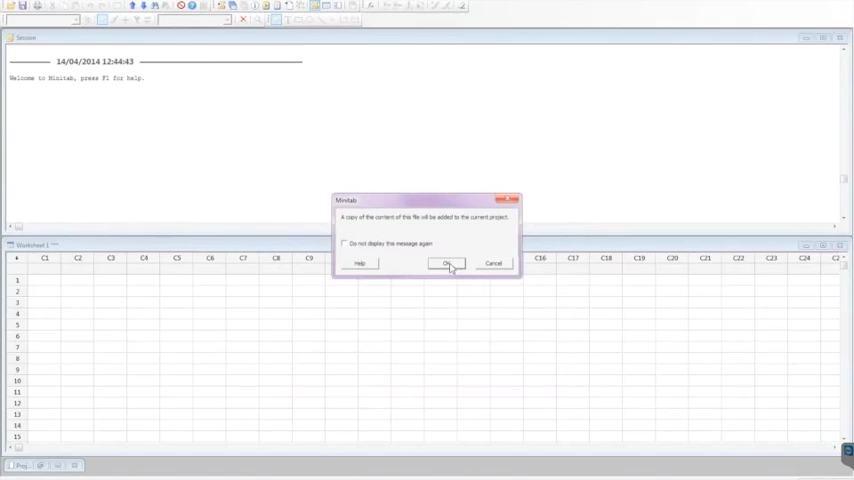 Session
14/04/2014 12:44:43
Welcome to Minitab, press F1 for help.
Minitab
A copy of the content of this file will be added to the current project.
Do not display this message again
Help OK Cancel
Worksheet 1 ***
C1 C2 C3 C4 C5 C6 C7 C8 C9 C16 C17 C18 C19 C20 C21 C22 C23 C24
1
2
3
4
5
6
7
8
9
10
11
12
13
14
15
Proj...